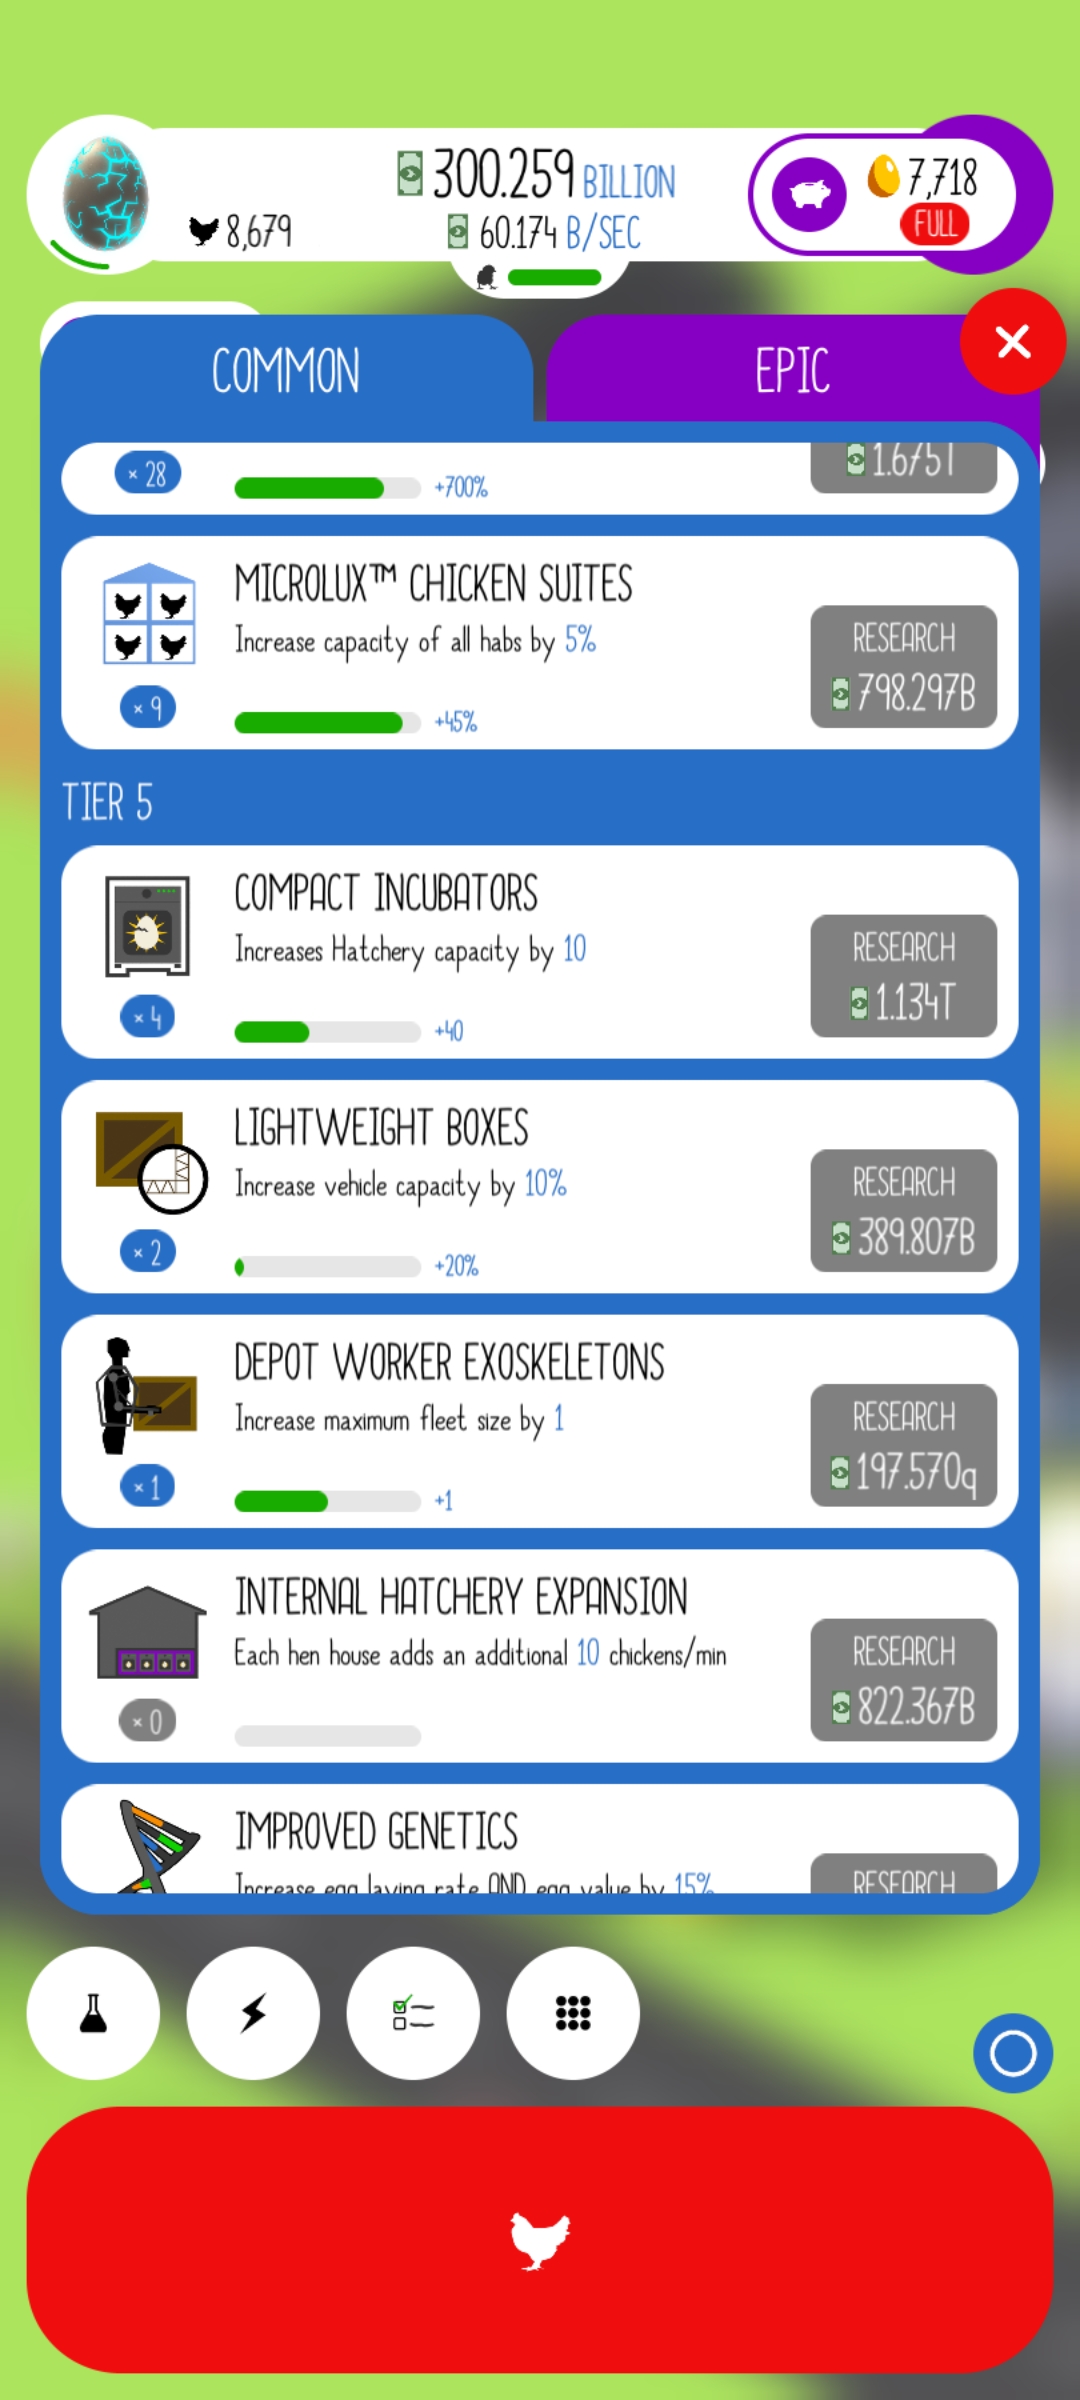 300.259 BILLION
8,679
60.174 B/SEC
7,718
FULL
COMMON
EPIC
× 28
+700%
1.675T
MICROLUX™ CHICKEN SUITES
Increase capacity of all habs by 5%
× 9
+45%
RESEARCH
798.297B
TIER 5
COMPACT INCUBATORS
Increases Hatchery capacity by 10
× 4
+40
RESEARCH
1.134T
LIGHTWEIGHT BOXES
Increase vehicle capacity by 10%
× 2
+20%
RESEARCH
389.807B
DEPOT WORKER EXOSKELETONS
Increase maximum fleet size by 1
× 1
+1
RESEARCH
197.570q
INTERNAL HATCHERY EXPANSION
Each hen house adds an additional 10 chickens/min
× 0
RESEARCH
822.367B
IMPROVED GENETICS
Increase egg laying rate AND egg value by 15%
RESEARCH